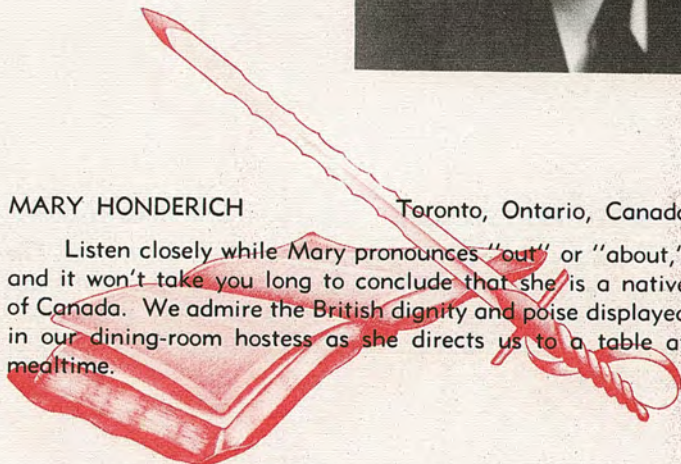 MARY HONDERICH Toronto, Ontario, Canada
Listen closely while Mary pronounces "out" or "about,"
and it won't take you long to conclude that she is a native
of Canada. We admire the British dignity and poise displayed
in our dining-room hostess as she directs us to a table at
mealtime.